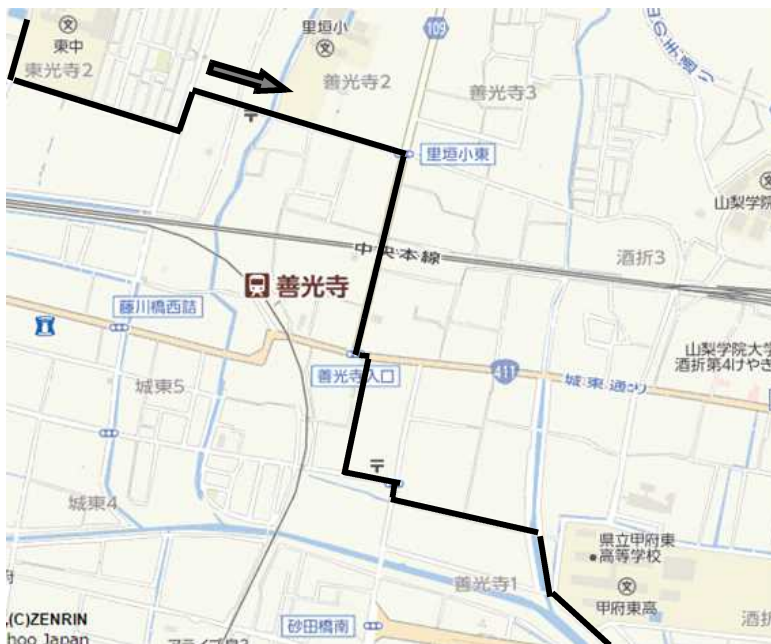 東中
東光寺2
里垣小
善光寺2
109
善光寺3
里垣小東
山梨学院
中央本線
酒折3
善光寺
藤川橋西詰
善光寺入口
411
城東通り
山梨学院大学
酒折第4けやき
城東5
城東4
県立甲府東
高等学校
甲府東高
善光寺1
酒折
砂田橋南
(C)ZENRIN
hoo Japan